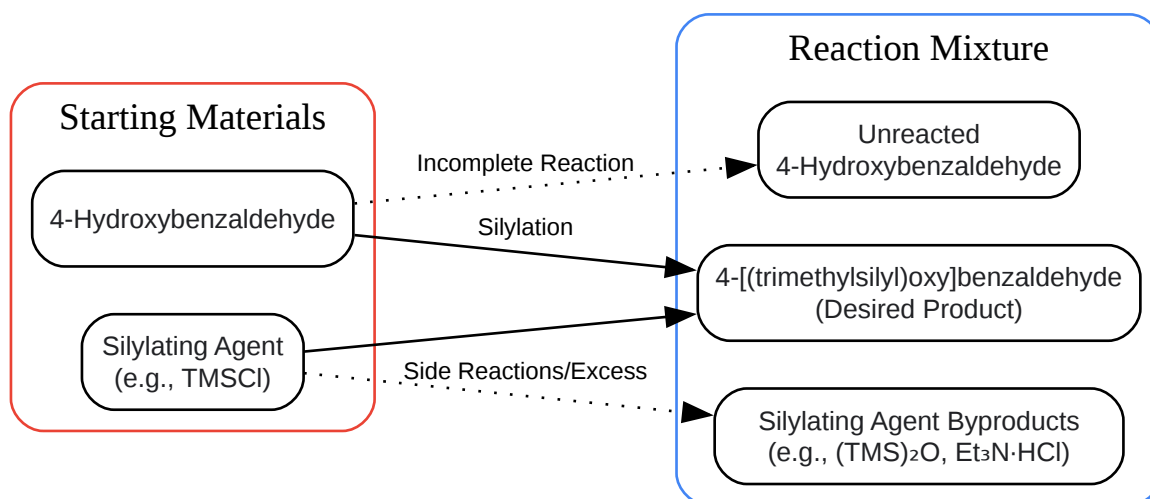 Starting Materials
4-Hydroxybenzaldehyde
Silylating Agent
(e.g., TMSCl)
Incomplete Reaction
Silylation
Side Reactions/Excess
Reaction Mixture
Unreacted
4-Hydroxybenzaldehyde
4-[(trimethylsilyl)oxy]benzaldehyde
(Desired Product)
Silylating Agent Byproducts
(e.g., (TMS)₂O, Et₃N·HCl)